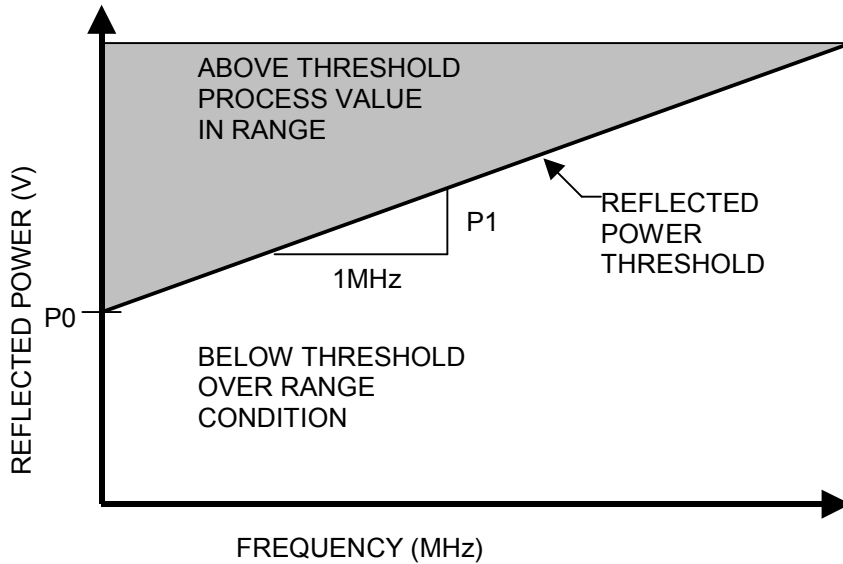 ABOVE THRESHOLD
PROCESS VALUE
IN RANGE
REFLECTED POWER (V)
P1
REFLECTED
POWER
THRESHOLD
1MHz
P0
BELOW THRESHOLD
OVER RANGE
CONDITION
FREQUENCY (MHz)